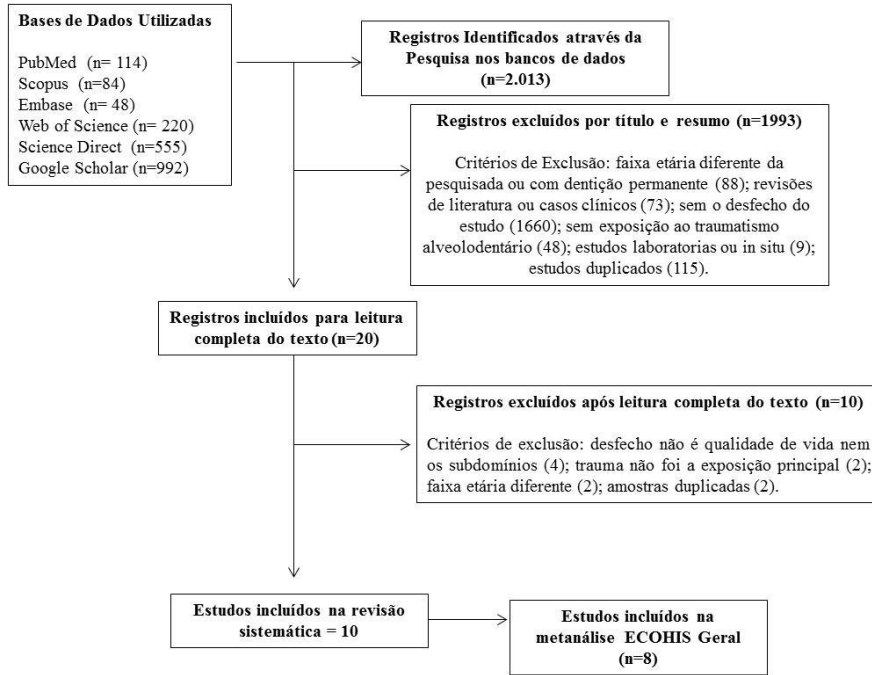 Bases de Dados Utilizadas
PubMed (n= 114)
Scopus (n=84)
Embase (n= 48)
Web of Science (n= 220)
Science Direct (n=555)
Google Scholar (n=992)
Registros Identificados através da
Pesquisa nos bancos de dados
(n=2.013)
Registros excluídos por título e resumo (n=1993)
Critérios de Exclusão: faixa etária diferente da
pesquisada ou com dentição permanente (88); revisões
de literatura ou casos clínicos (73); sem o desfecho do
estudo (1660); sem exposição ao traumatismo
alveolodentário (48); estudos laboratorias ou in situ (9);
estudos duplicados (115).
Registros incluídos para leitura
completa do texto (n=20)
Registros excluídos após leitura completa do texto (n=10)
Critérios de exclusão: desfecho não é qualidade de vida nem
os subdomínios (4); trauma não foi a exposição principal (2);
faixa etária diferente (2); amostras duplicadas (2).
Estudos incluídos na revisão
sistemática = 10
Estudos incluídos na
metanálise ECOHIS Geral
(n=8)